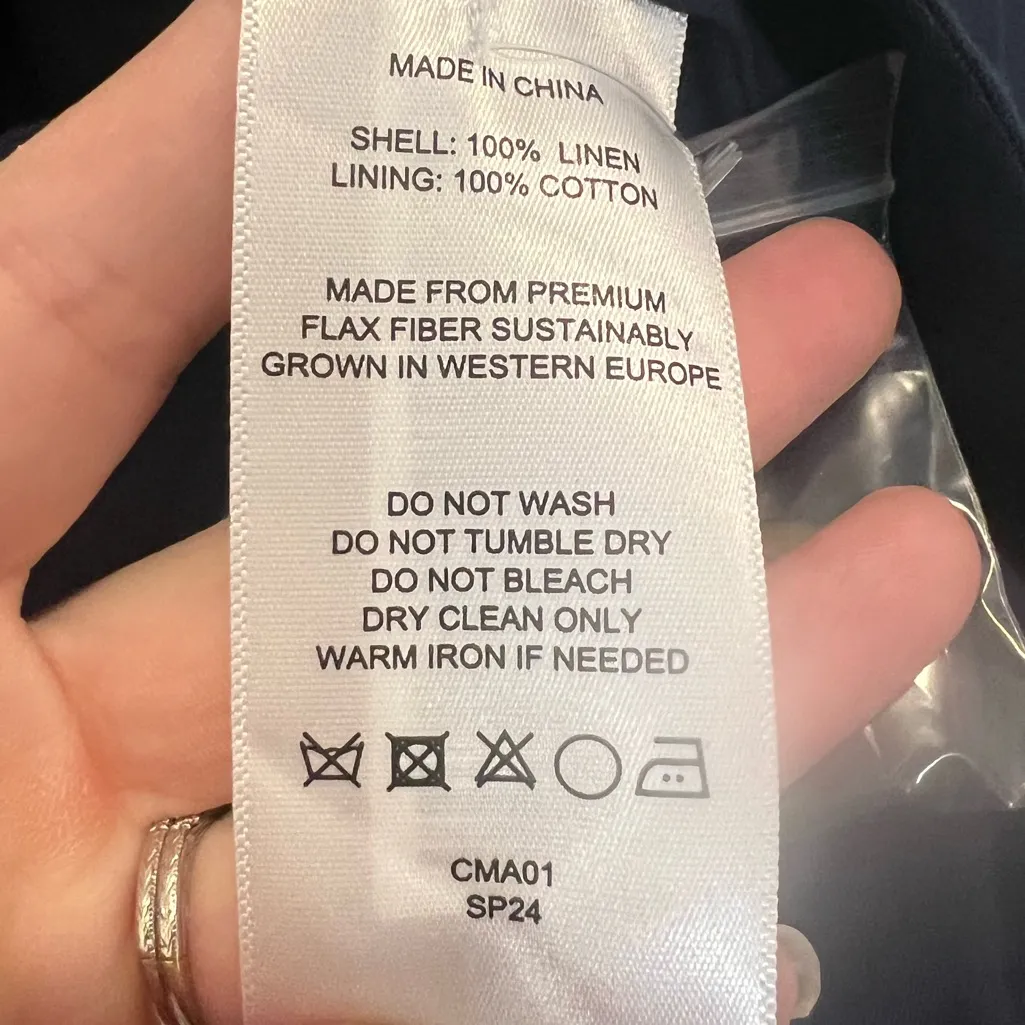 MADE IN CHINA
SHELL: 100% LINEN
LINING: 100% COTTON
MADE FROM PREMIUM
FLAX FIBER SUSTAINABLY
GROWN IN WESTERN EUROPE
DO NOT WASH
DO NOT TUMBLE DRY
DO NOT BLEACH
DRY CLEAN ONLY
WARM IRON IF NEEDED
CMA01
SP24